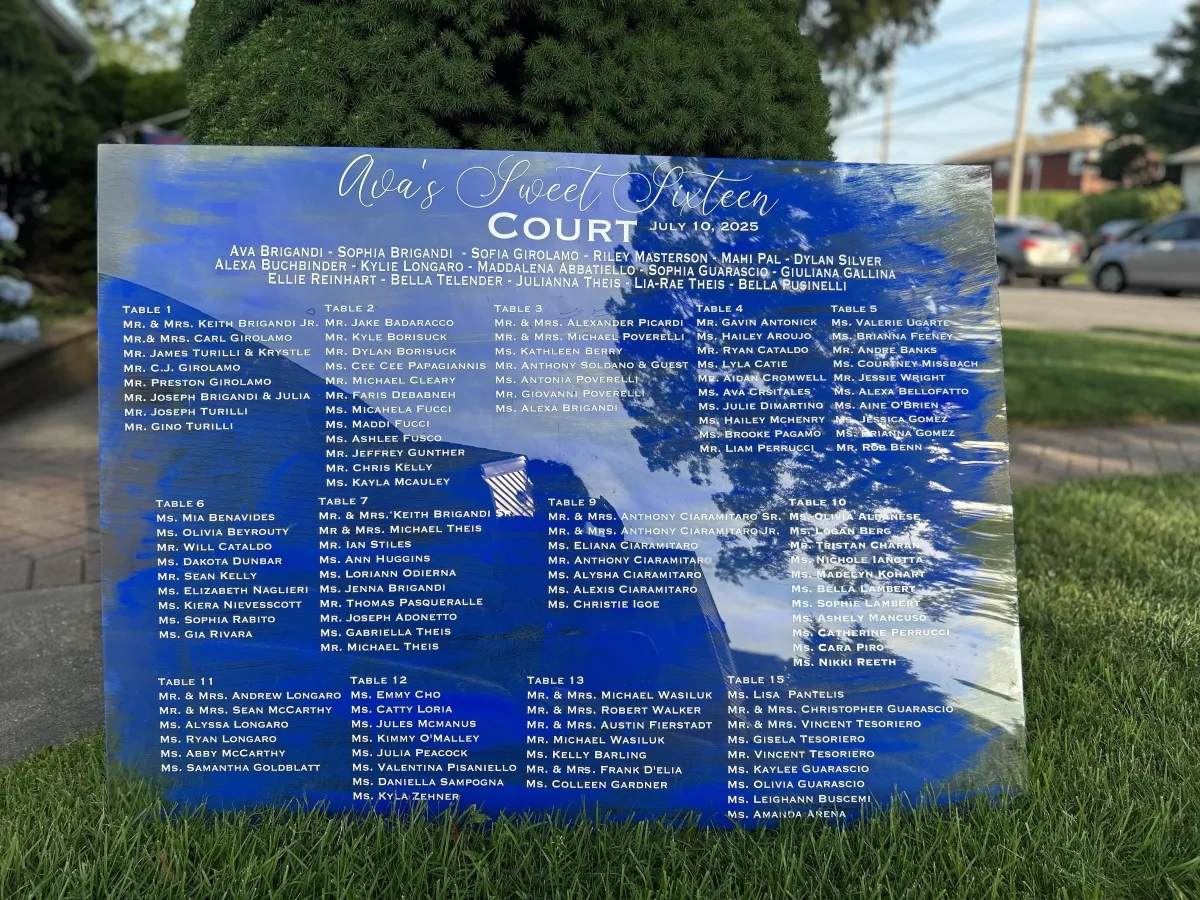 Ava's Sweet Sixteen
COURT JULY 10, 2025
AVA BRIGANDI - SOPHIA BRIGANDI - SOFIA GIROLAMO - RILEY MASTERSON - MAHI PAL - DYLAN SILVER
ALEXA BUCHBINDER - KYLIE LONGARO - MADDALENA ABBATIELLO - SOPHIA GUARASCIO - GIULIANA GALLINA
ELLIE REINHART - BELLA TELENDER - JULIANNA THEIS - LIA-RAE THEIS - BELLA PUSINELLI
TABLE 1
MR. & MRS. KEITH BRIGANDI JR.
MR.& MRS. CARL GIROLAMO
MR. JAMES TURILLI & KRYSTLE
MR. C.J. GIROLAMO
MR. PRESTON GIROLAMO
MR. JOSEPH BRIGANDI & JULIA
MR. JOSEPH TURILLI
MR. GINO TURILLI
TABLE 2
MR. JAKE BADARACCO
MR. KYLE BORISUCK
MR. DYLAN BORISUCK
MS. CEE CEE PAPAGIANNIS
MR. MICHAEL CLEARY
MR. FARIS DEBABNEH
MS. MICAHELA FUCCI
MS. MADDI FUCCI
MS. ASHLEE FUSCO
MR. JEFFREY GUNTHER
MR. CHRIS KELLY
MS. KAYLA MCAULEY
TABLE 3
MR. & MRS. ALEXANDER PICARDI
MR. & MRS. MICHAEL POVERELLI
MS. KATHLEEN BERRY
MR. ANTHONY SOLDANO & GUEST
MS. ANTONIA POVERELLI
MR. GIOVANNI POVERELLI
MS. ALEXA BRIGANDI
TABLE 4
MR. GAVIN ANTONICK
MS. HAILEY AROUJO
MR. RYAN CATALDO
MS. LYLA CATIE
MR. AIDAN CROMWELL
MS. AVA CRSITALES
MS. JULIE DIMARTINO
MS. HAILEY MCHENRY
MS. BROOKE PAGAMO
MR. LIAM PERRUCCI
TABLE 5
MS. VALERIE UGARTE
MS. BRIANNA FEENEY
MR. ANDRE BANKS
MS. COURTNEY MISSBACH
MR. JESSIE WRIGHT
MS. ALEXA BELLOFATTO
MS. AINE O'BRIEN
MS. JESSICA GOMEZ
MS. BRIANNA GOMEZ
MR. ROB BENN
TABLE 6
MS. MIA BENAVIDES
MS. OLIVIA BEYROUTY
MR. WILL CATALDO
MS. DAKOTA DUNBAR
MR. SEAN KELLY
MS. ELIZABETH NAGLIERI
MS. KIERA NIEVESSCOTT
MS. SOPHIA RABITO
MS. GIA RIVARA
TABLE 7
MR. & MRS. KEITH BRIGANDI SR.
MR & MRS. MICHAEL THEIS
MR. IAN STILES
MS. ANN HUGGINS
MS. LORIANN ODIERNA
MS. JENNA BRIGANDI
MR. THOMAS PASQUERALLE
MR. JOSEPH ADONETTO
MS. GABRIELLA THEIS
MR. MICHAEL THEIS
TABLE 9
MR. & MRS. ANTHONY CIARAMITARO SR.
MR. & MRS. ANTHONY CIARAMITARO JR.
MS. ELIANA CIARAMITARO
MR. ANTHONY CIARAMITARO
MS. ALYSHA CIARAMITARO
MS. ALEXIS CIARAMITARO
MS. CHRISTIE IGOE
TABLE 10
MS. OLIVIA ALBANESE
MS. LOGAN BERG
MR. TRISTAN CHARAN
MS. NICHOLE IANOTTA
MS. MADELYN KOHART
MS. BELLA LAMBERT
MS. SOPHIE LAMBERT
MS. ASHELY MANCUSO
MS. CATHERINE PERRUCCI
MS. CARA PIRO
MS. NIKKI REETH
TABLE 11
MR. & MRS. ANDREW LONGARO
MR. & MRS. SEAN MCCARTHY
MS. ALYSSA LONGARO
MS. RYAN LONGARO
MS. ABBY MCCARTHY
MS. SAMANTHA GOLDBLATT
TABLE 12
MS. EMMY CHO
MS. CATTY LORIA
MS. JULES MCMANUS
MS. KIMMY O'MALLEY
MS. JULIA PEACOCK
MS. VALENTINA PISANIELLO
MS. DANIELLA SAMPOGNA
MS. KYLA ZEHNER
TABLE 13
MR. & MRS. MICHAEL WASILUK
MR. & MRS. ROBERT WALKER
MR. & MRS. AUSTIN FIERSTADT
MR. MICHAEL WASILUK
MS. KELLY BARLING
MR. & MRS. FRANK D'ELIA
MS. COLLEEN GARDNER
TABLE 15
MS. LISA PANTELIS
MR. & MRS. CHRISTOPHER GUARASCIO
MR. & MRS. VINCENT TESORIERO
MS. GISELA TESORIERO
MR. VINCENT TESORIERO
MS. KAYLEE GUARASCIO
MS. OLIVIA GUARASCIO
MS. LEIGHANN BUSCEMI
MS. AMANDA ARENA